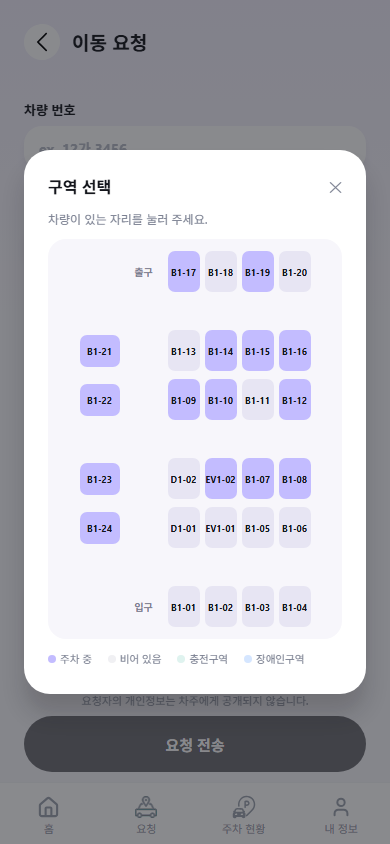 이동 요청
차량 번호
ex. 12가 3456
구역 선택
차량이 있는 자리를 눌러 주세요.
출구 B1-17 B1-18 B1-19 B1-20
B1-21 B1-13 B1-14 B1-15 B1-16
B1-22 B1-09 B1-10 B1-11 B1-12
B1-23 D1-02 EV1-02 B1-07 B1-08
B1-24 D1-01 EV1-01 B1-05 B1-06
입구 B1-01 B1-02 B1-03 B1-04
주차 중 비어 있음 충전구역 장애인구역
요청자의 개인정보는 차주에게 공개되지 않습니다.
요청 전송
P
홈 요청 주차 현황 내 정보